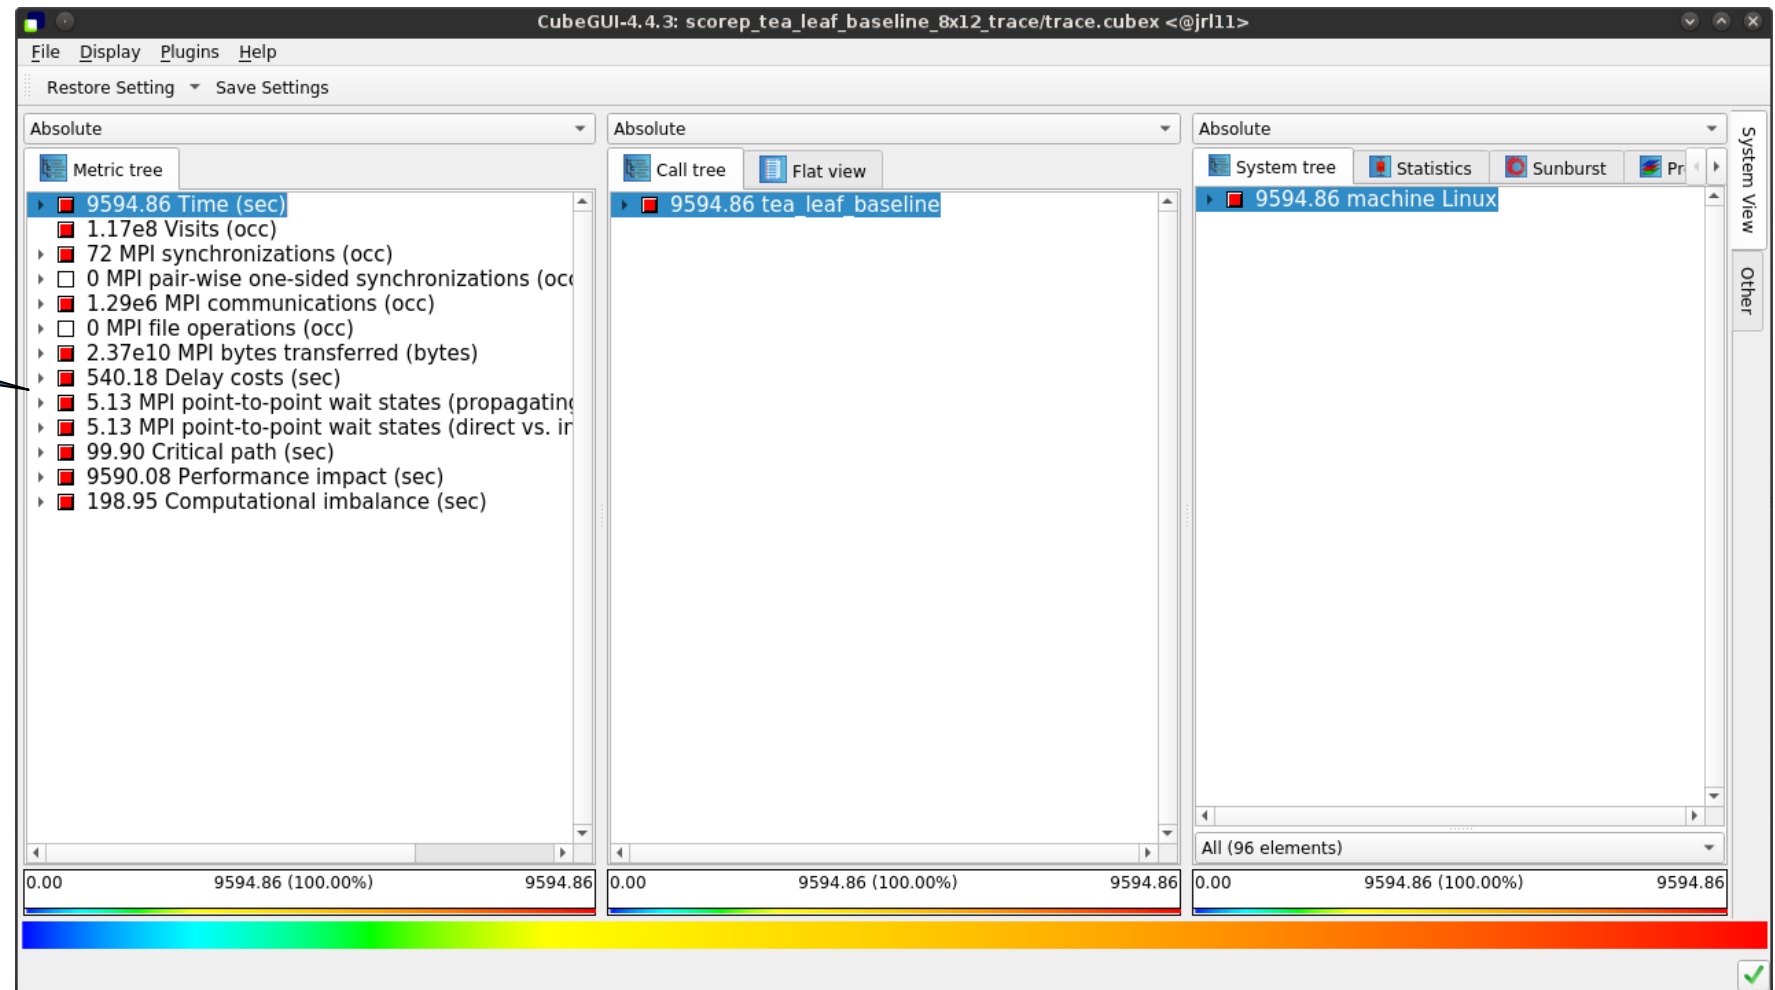 CubeGUI-4.4.3: scorep_tea_leaf_baseline_8x12_trace/trace.cubex <@jrl11>
File Display Plugins Help
Restore Setting Save Settings
Absolute
Metric tree
9594.86 Time (sec)
1.17e8 Visits (occ)
72 MPI synchronizations (occ)
0 MPI pair-wise one-sided synchronizations (occ
1.29e6 MPI communications (occ)
0 MPI file operations (occ)
2.37e10 MPI bytes transferred (bytes)
540.18 Delay costs (sec)
5.13 MPI point-to-point wait states (propagating
5.13 MPI point-to-point wait states (direct vs. in
99.90 Critical path (sec)
9590.08 Performance impact (sec)
198.95 Computational imbalance (sec)
0.00 9594.86 (100.00%) 9594.86
Absolute
Call tree Flat view
9594.86 tea_leaf_baseline
0.00 9594.86 (100.00%) 9594.86
Absolute
System tree Statistics Sunburst Pr
9594.86 machine Linux
All (96 elements)
0.00 9594.86 (100.00%) 9594.86
System View
Other